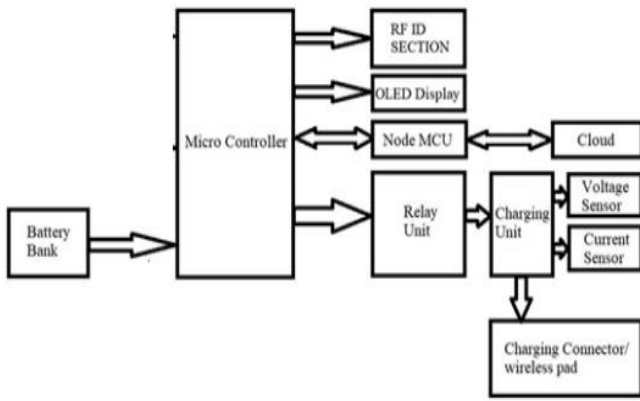 RF ID
SECTION
OLED Display
Micro Controller
Node MCU
Cloud
Battery
Bank
Relay
Unit
Charging
Unit
Voltage
Sensor
Current
Sensor
Charging Connector/
wireless pad